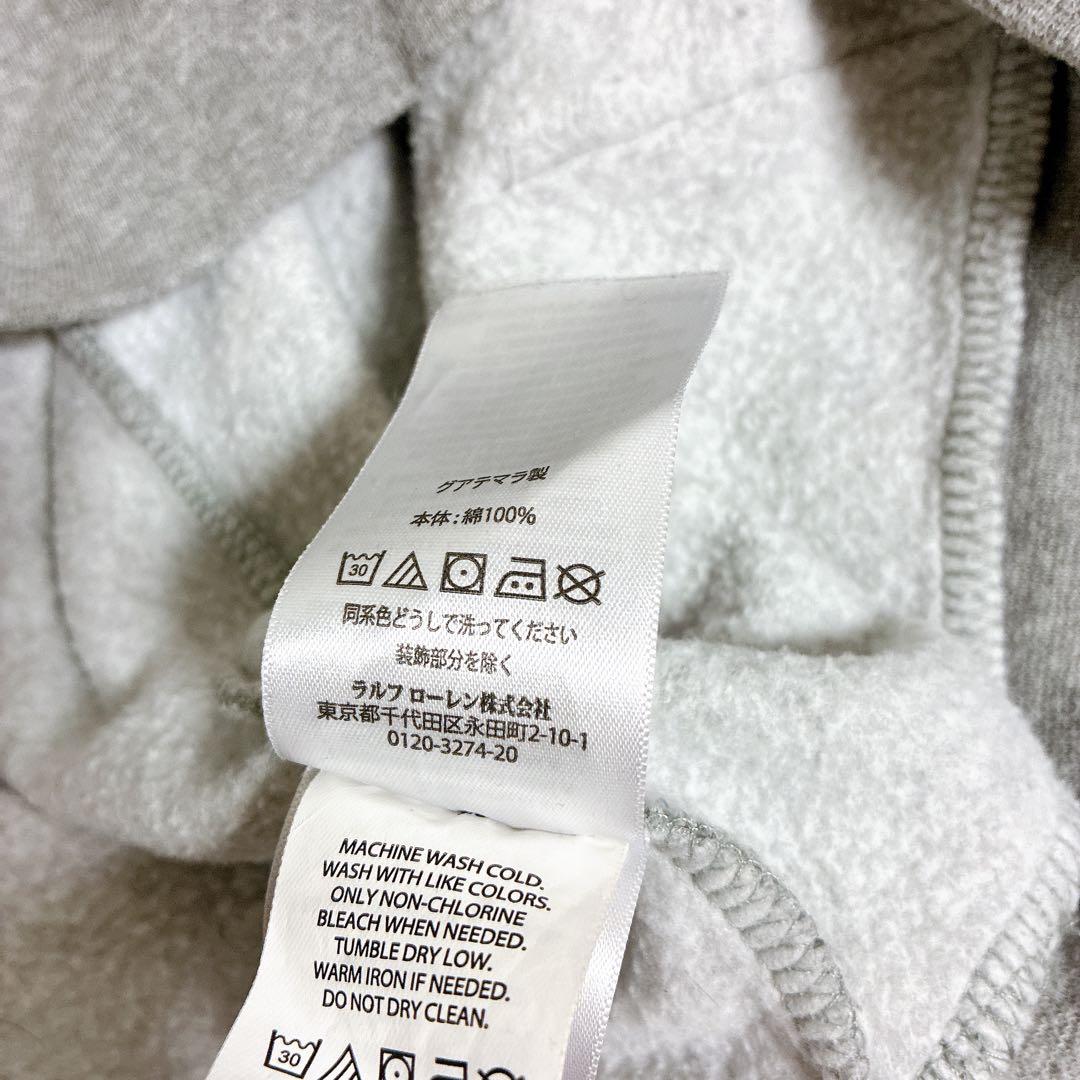 グアテマラ製
本体:綿100%
30
同系色どうしで洗ってください
装飾部分を除く
ラルフ ローレン株式会社
東京都千代田区永田町2-10-1
0120-3274-20
MACHINE WASH COLD.
WASH WITH LIKE COLORS.
ONLY NON-CHLORINE
BLEACH WHEN NEEDED.
TUMBLE DRY LOW.
WARM IRON IF NEEDED.
DO NOT DRY CLEAN.
30